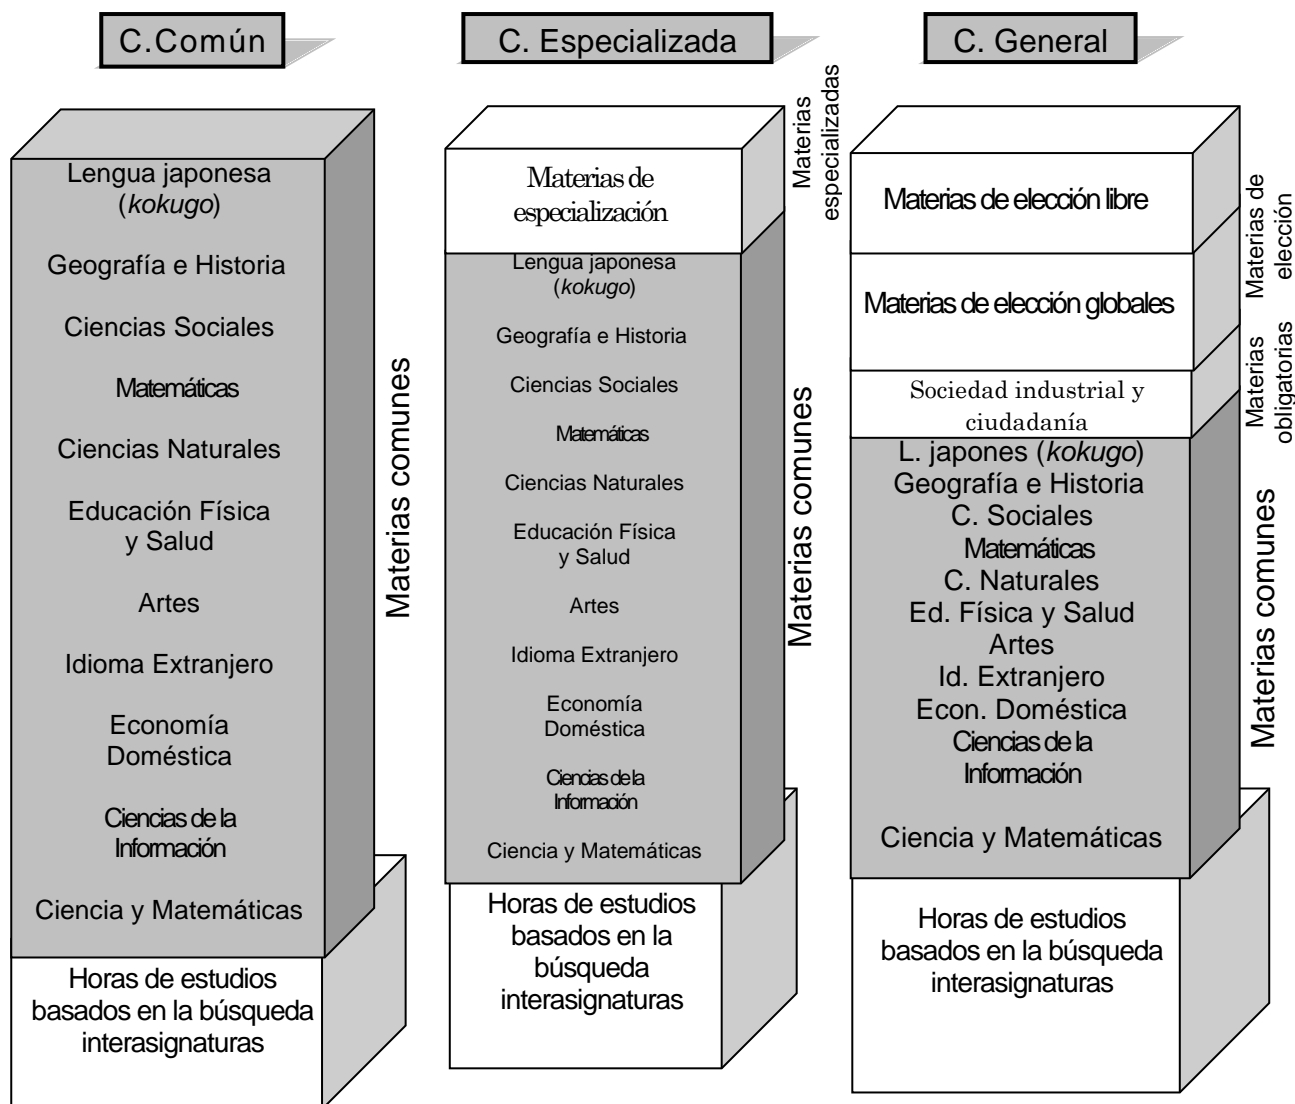 C.Común
Lengua japonesa
(kokugo)
Geografía e Historia
Ciencias Sociales
Matemáticas
Ciencias Naturales
Educación Física
y Salud
Artes
Idioma Extranjero
Economía
Doméstica
Ciencias de la
Información
Ciencia y Matemáticas
Horas de estudios
basados en la búsqueda
interasignaturas
Materias comunes
C. Especializada
Materias de
especialización
Lengua japonesa
(kokugo)
Geografía e Historia
Ciencias Sociales
Matemáticas
Ciencias Naturales
Educación Física
y Salud
Artes
Idioma Extranjero
Economía
Doméstica
Ciencias de la
Información
Ciencia y Matemáticas
Horas de estudios
basados en la
búsqueda
interasignaturas
Materias
especializadas
Materias comunes
C. General
Materias de elección libre
Materias de elección globales
Sociedad industrial y
ciudadanía
L. japones (kokugo)
Geografía e Historia
C. Sociales
Matemáticas
C. Naturales
Ed. Física y Salud
Artes
Id. Extranjero
Econ. Doméstica
Ciencias de la
Información
Ciencia y Matemáticas
Horas de estudios
basados en la búsqueda
interasignaturas
Materias de
elección
Materias
obligatorias
Materias comunes